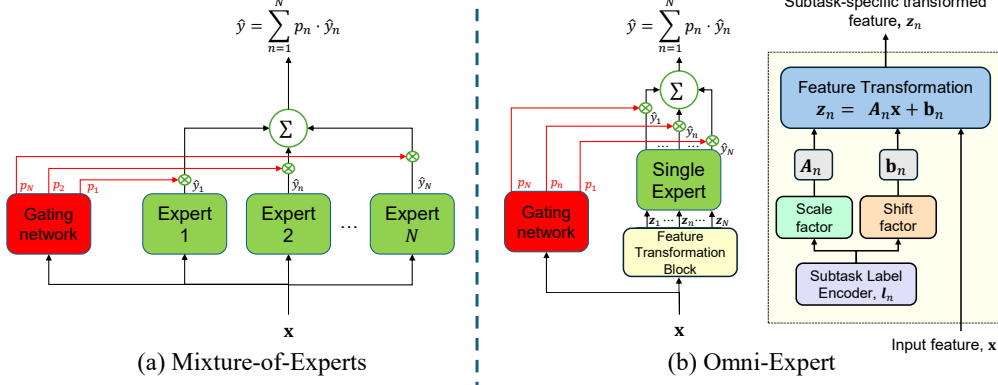 ŷ = ∑_{n=1}^{N} p_n · ŷ_n
∑
p_N p_2 p_1
ŷ_1 ŷ_n ŷ_N
Gating
network
Expert
1
Expert
2
...
Expert
N
x
(a) Mixture-of-Experts
ŷ = ∑_{n=1}^{N} p_n · ŷ_n
∑
ŷ_1
ŷ_n
ŷ_N
... ...
p_N p_n p_1
Single
Expert
Gating
network
z_1 ... z_n ... z_N
Feature
Transformation
Block
x
(b) Omni-Expert
Subtask-specific transformed
feature, z_n
Feature Transformation
z_n = A_n x + b_n
A_n
b_n
Scale
factor
Shift
factor
Subtask Label
Encoder, l_n
Input feature, x